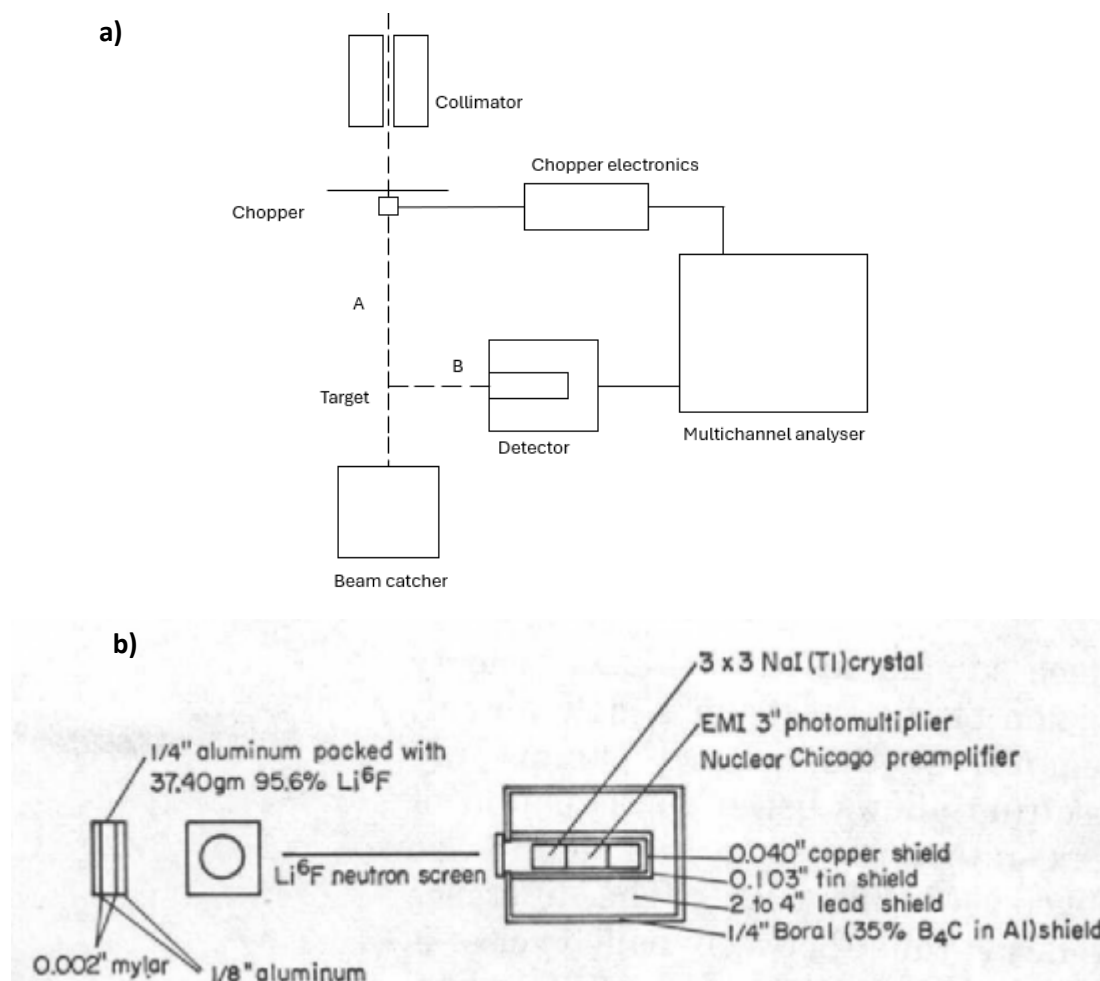 a)
Collimator
Chopper electronics
Chopper
A
B
Target
Detector
Multichannel analyser
Beam catcher
b)
3 x 3 NaI (Tl) crystal
EMI 3" photomultiplier
Nuclear Chicago preamplifier
1/4" aluminum packed with
37.40gm 95.6% Li⁶F
Li⁶F neutron screen
0.040" copper shield
0.103" tin shield
2 to 4" lead shield
1/4" Boral (35% B₄C in Al) shield
0.002" mylar
1/8" aluminum